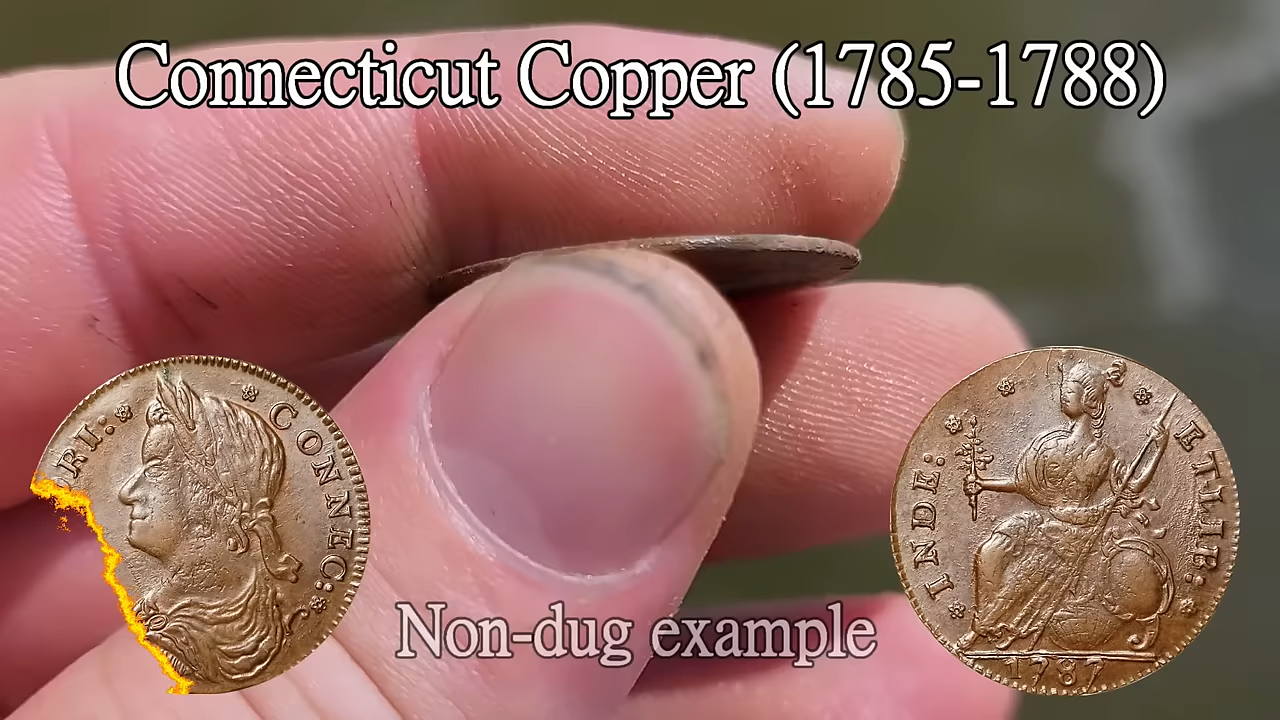 Connecticut Copper (1785-1788)
RI:
CONNEC:
INDE:
ET LIB:
1787
Non-dug example